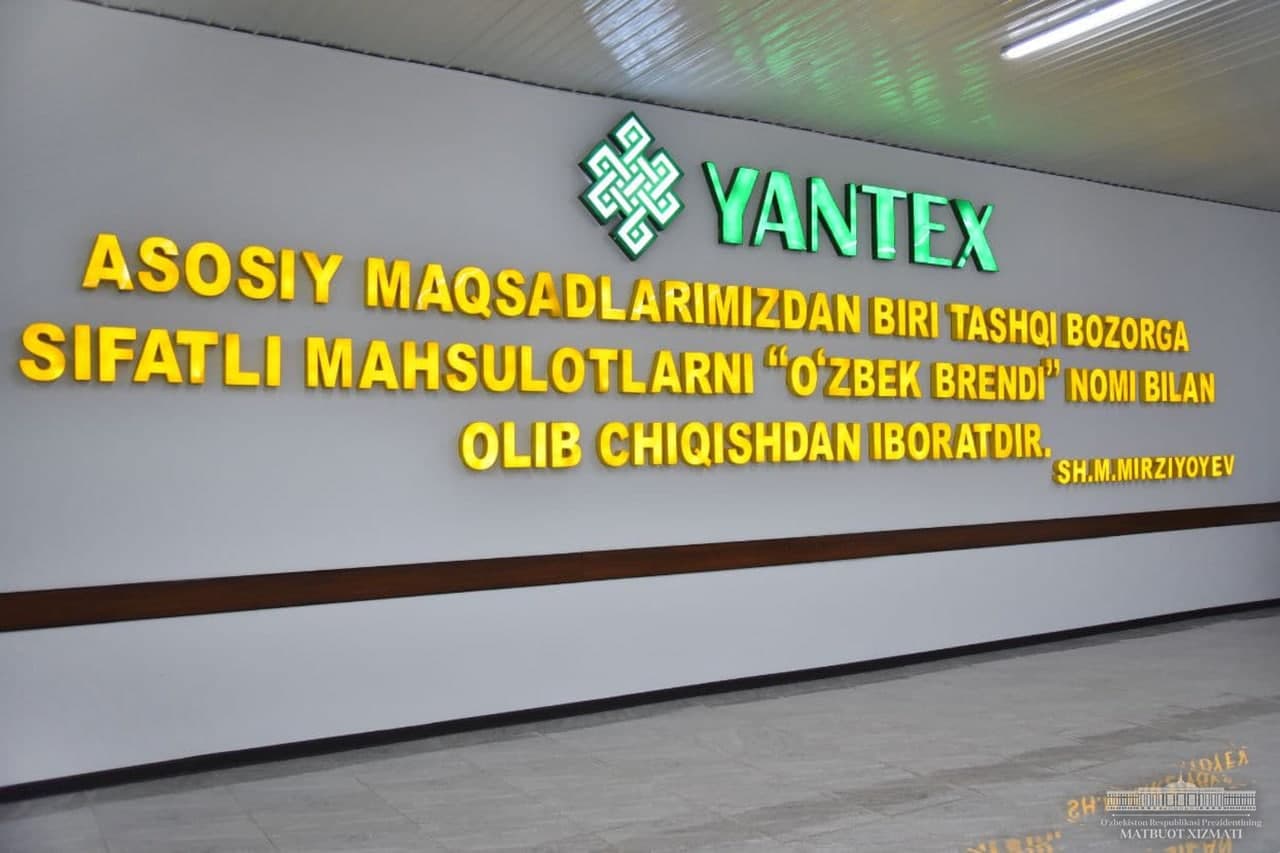 YANTEX
ASOSIY MAQSADLARIMIZDAN BIRI TASHQI BOZORGA
SIFATLI MAHSULOTLARNI “O‘ZBEK BRENDI” NOMI BILAN
OLIB CHIQISHDAN IBORATDIR.
SH.M.MIRZIYOYEV
O‘zbekiston Respublikasi Prezidentining
MATBUOT XIZMATI